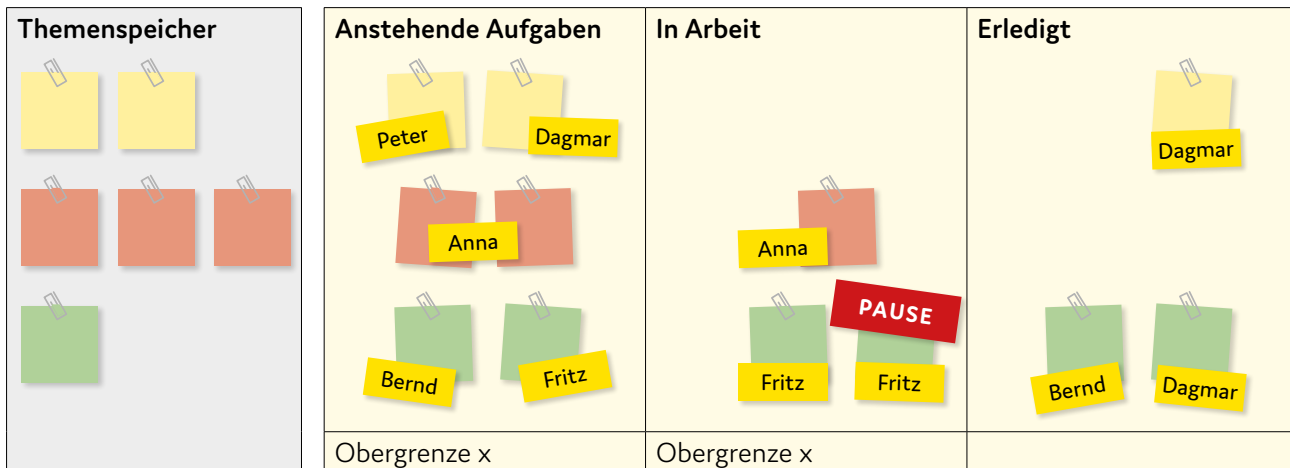 Themenspeicher
Anstehende Aufgaben
In Arbeit
Erledigt
Peter
Dagmar
Dagmar
Anna
Anna
PAUSE
Bernd
Fritz
Fritz
Fritz
Bernd
Dagmar
Obergrenze x
Obergrenze x